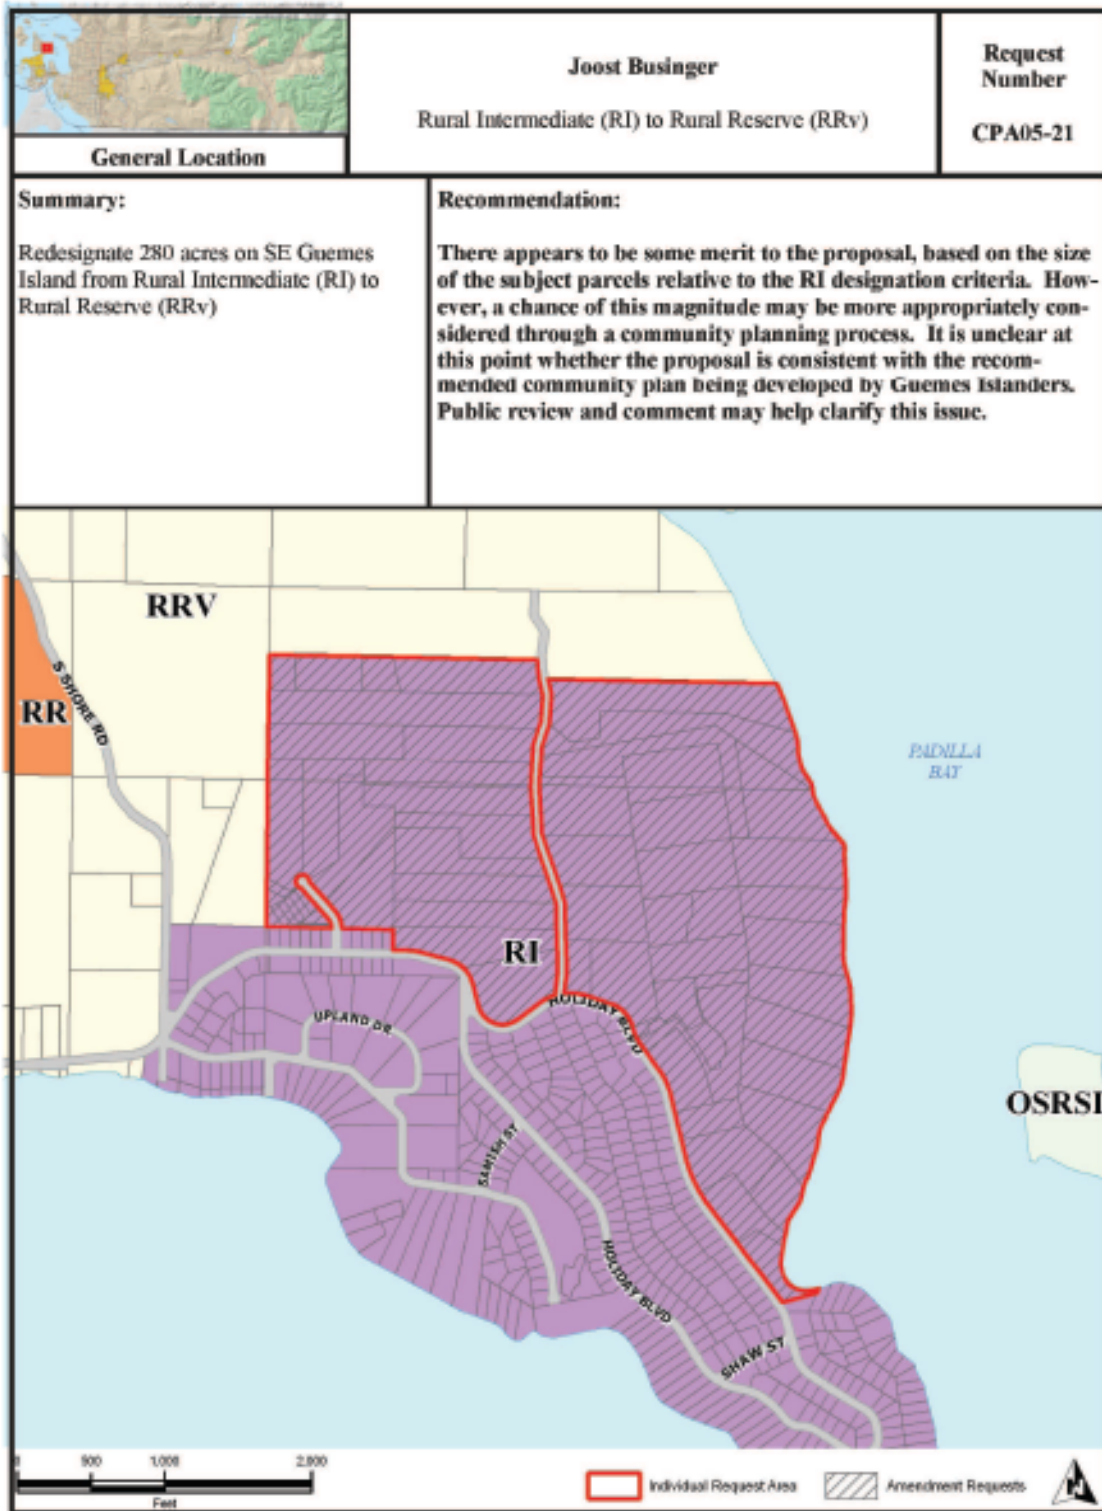 Joost Businger
Rural Intermediate (RI) to Rural Reserve (RRv)
Request
Number
CPA05-21
General Location
Summary:
Redesignate 280 acres on SE Guemes
Island from Rural Intermediate (RI) to
Rural Reserve (RRv)
Recommendation:
There appears to be some merit to the proposal, based on the size
of the subject parcels relative to the RI designation criteria. How-
ever, a chance of this magnitude may be more appropriately con-
sidered through a community planning process. It is unclear at
this point whether the proposal is consistent with the recom-
mended community plan being developed by Guemes Islanders.
Public review and comment may help clarify this issue.
RRV
S SHORE RD
RR
PADILLA
BAY
RI
HOLIDAY BLVD
UPLAND DR
OSRSI
SAMISH ST
HOLIDAY BLVD
SHAW ST
0 500 1,000 2,000
Feet
Individual Request Area
Amendment Requests
N